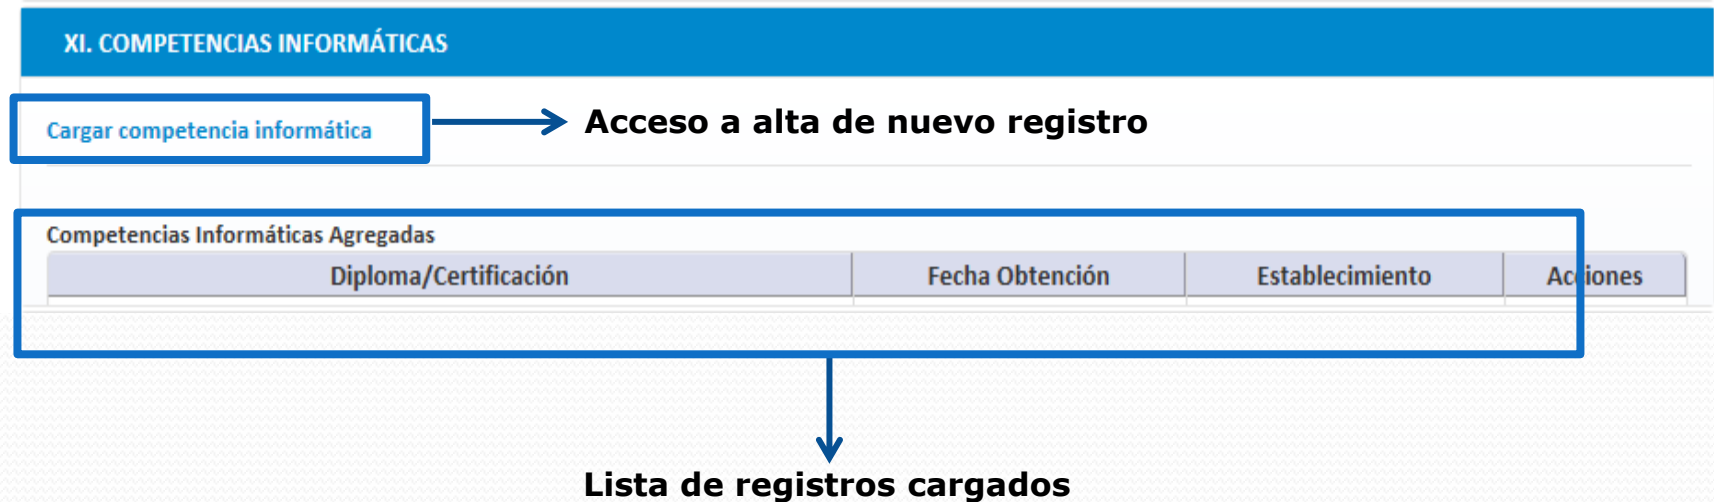 XI. COMPETENCIAS INFORMÁTICAS
Cargar competencia informática
Acceso a alta de nuevo registro
Competencias Informáticas Agregadas
Diploma/Certificación Fecha Obtención Establecimiento Acciones
Lista de registros cargados